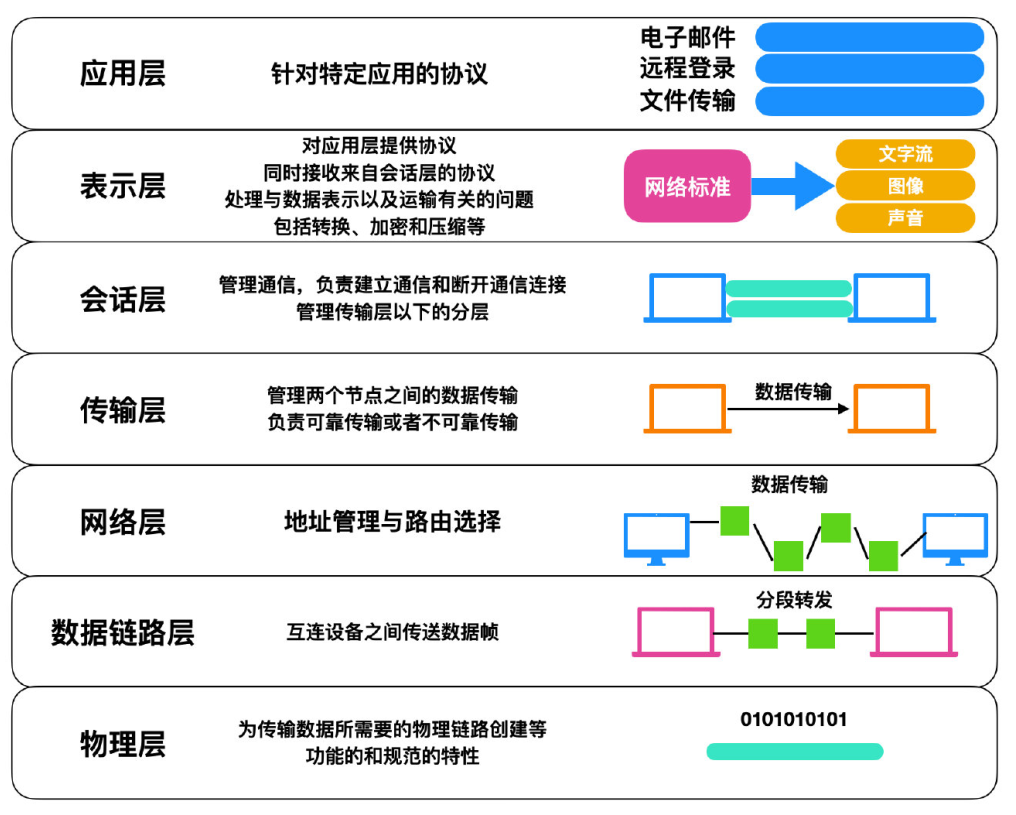 应用层
针对特定应用的协议
电子邮件
远程登录
文件传输
表示层
对应用层提供协议
同时接收来自会话层的协议
处理与数据表示以及运输有关的问题
包括转换、加密和压缩等
网络标准
文字流
图像
声音
会话层
管理通信，负责建立通信和断开通信连接
管理传输层以下的分层
传输层
管理两个节点之间的数据传输
负责可靠传输或者不可靠传输
数据传输
网络层
地址管理与路由选择
数据传输
数据链路层
互连设备之间传送数据帧
分段转发
物理层
为传输数据所需要的物理链路创建等
功能的和规范的特性
0101010101